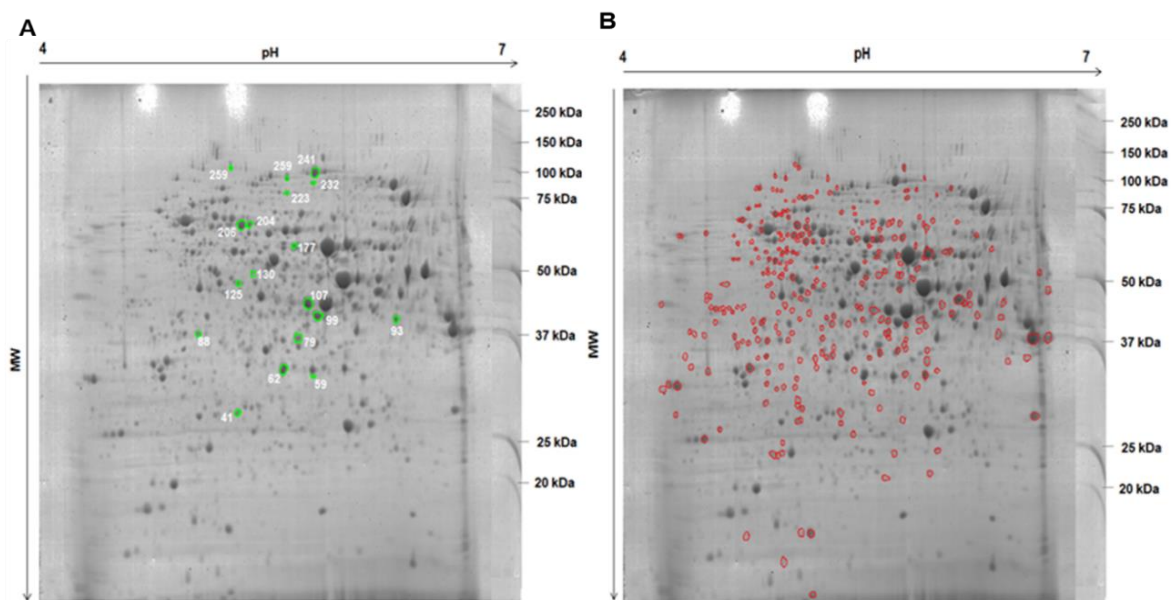 A
4 pH 7
MW
250 kDa
150 kDa
100 kDa
75 kDa
50 kDa
37 kDa
25 kDa
20 kDa
259
259
241
232
223
204
205
177
130
125
107
99
93
88
79
62
59
41
B
4 pH 7
MW
250 kDa
150 kDa
100 kDa
75 kDa
50 kDa
37 kDa
25 kDa
20 kDa